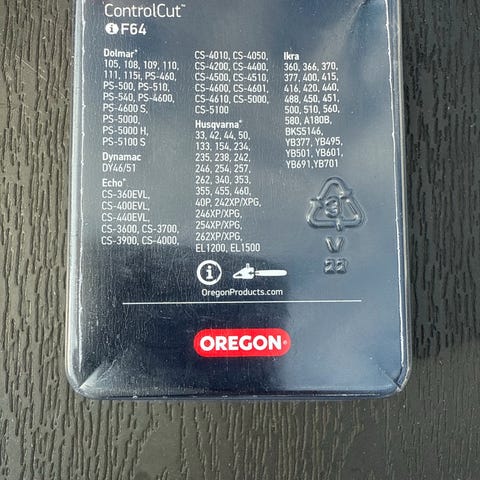 ControlCut™
i F64
Dolmar®
105, 108, 109, 110,
111, 115i, PS-460,
PS-500, PS-510,
PS-540, PS-4600,
PS-4600 S,
PS-5000,
PS-5000 H,
PS-5100 S
Dynamac
DY46/51
Echo®
CS-360EVL,
CS-400EVL,
CS-440EVL,
CS-3600, CS-3700,
CS-3900, CS-4000,
CS-4010, CS-4050,
CS-4200, CS-4400,
CS-4500, CS-4510,
CS-4600, CS-4601,
CS-4610, CS-5000,
CS-5100
Husqvarna®
33, 42, 44, 50,
133, 154, 234,
235, 238, 242,
246, 254, 257,
262, 340, 353,
355, 455, 460,
40P, 242XP/XPG,
246XP/XPG,
254XP/XPG,
262XP/XPG,
EL1200, EL1500
Ikra
360, 366, 370,
377, 400, 415,
416, 420, 440,
488, 450, 451,
500, 510, 560,
580, A180B,
BKS5146,
YB377, YB495,
YB501, YB601,
YB691,YB701
3
V
22
i
OregonProducts.com
OREGON®